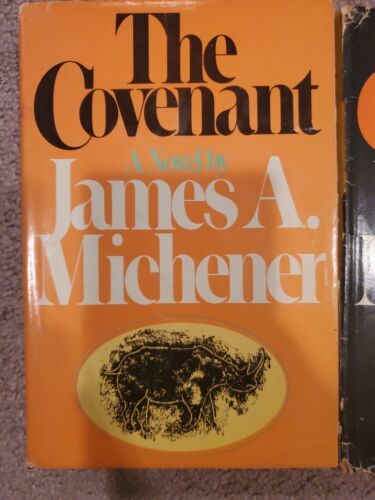 The
Covenant
A Novel by
James A.
Michener